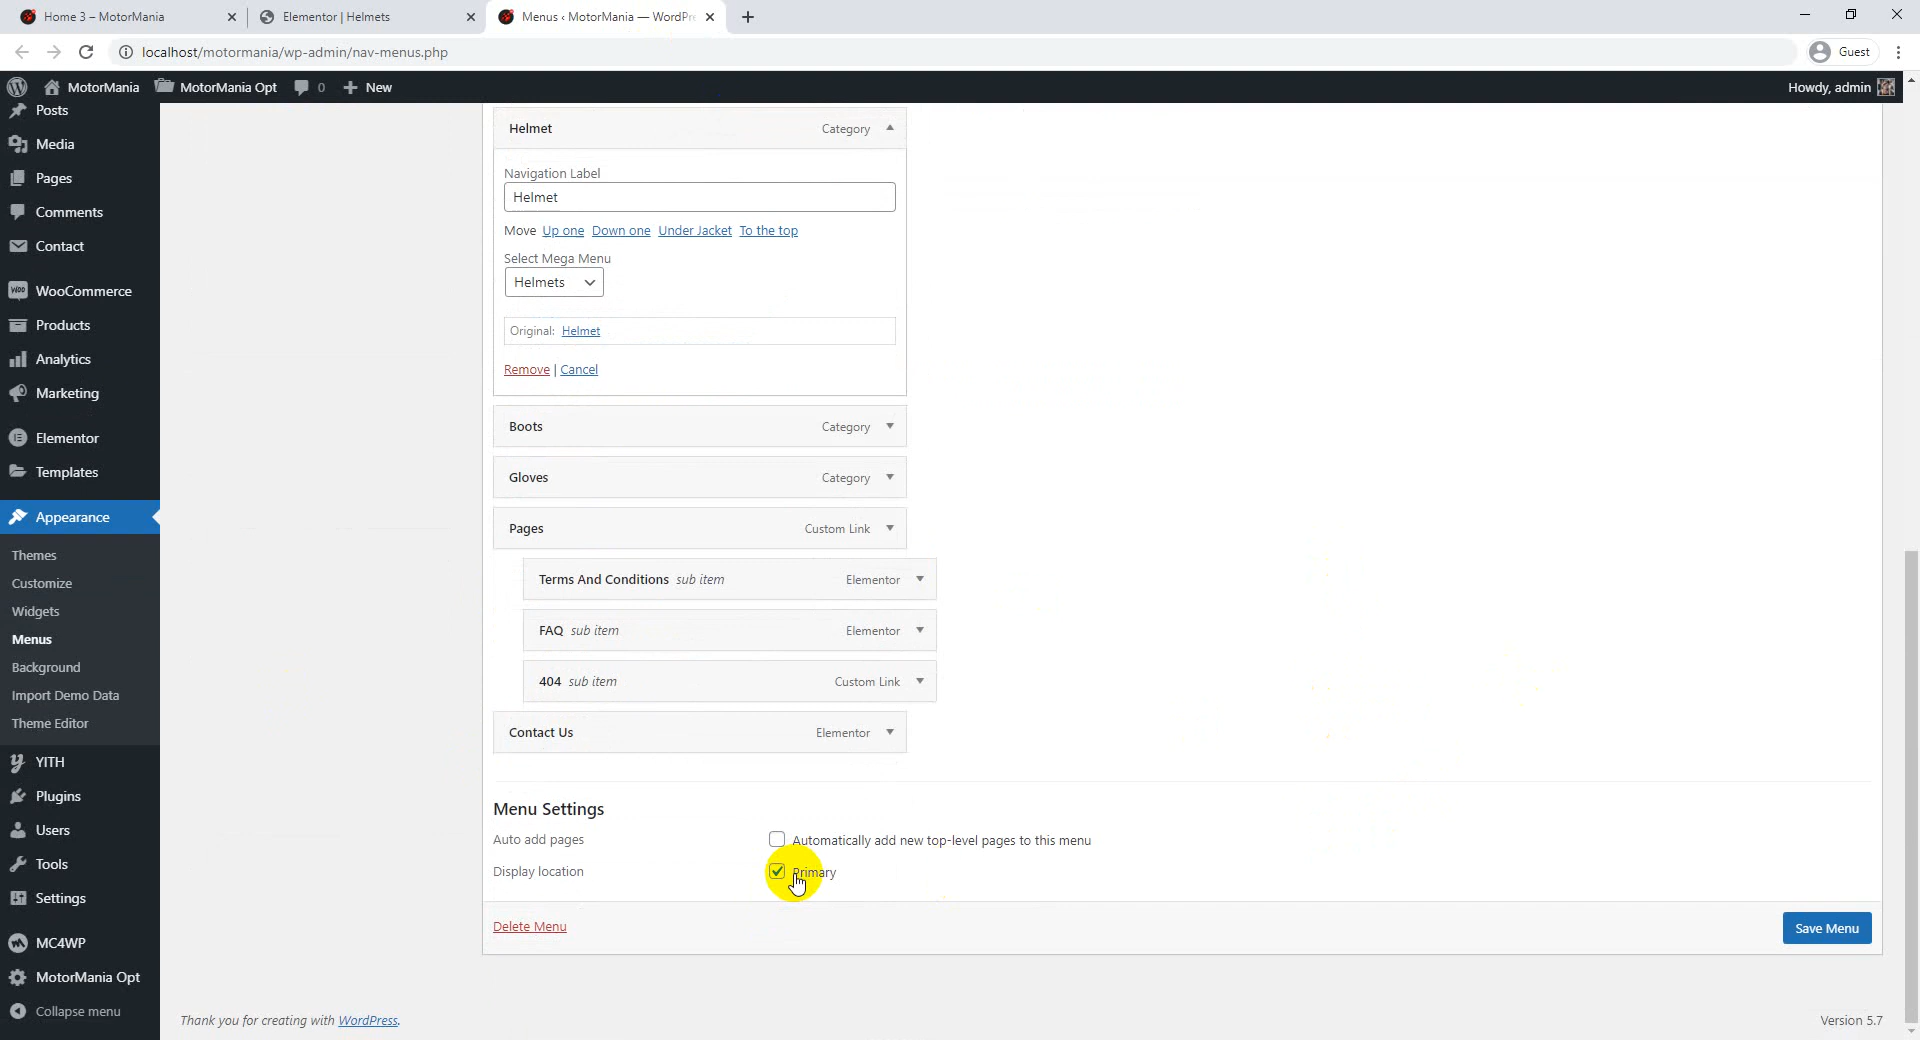 Home 3 – MotorMania
Elementor | Helmets
Menus ‹ MotorMania — WordPr
localhost/motormania/wp-admin/nav-menus.php
Guest
MotorMania
MotorMania Opt
0
New
Howdy, admin
Posts
Media
Pages
Comments
Contact
WooCommerce
Products
Analytics
Marketing
Elementor
Templates
Appearance
Themes
Customize
Widgets
Menus
Background
Import Demo Data
Theme Editor
YITH
Plugins
Users
Tools
Settings
MC4WP
MotorMania Opt
Collapse menu
Helmet Category
Navigation Label
Helmet
Move Up one Down one Under Jacket To the top
Select Mega Menu
Helmets
Original: Helmet
Remove | Cancel
Boots Category
Gloves Category
Pages Custom Link
Terms And Conditions sub item Elementor
FAQ sub item Elementor
404 sub item Custom Link
Contact Us Elementor
Menu Settings
Auto add pages Automatically add new top-level pages to this menu
Display location Primary
Delete Menu
Save Menu
Thank you for creating with WordPress.
Version 5.7